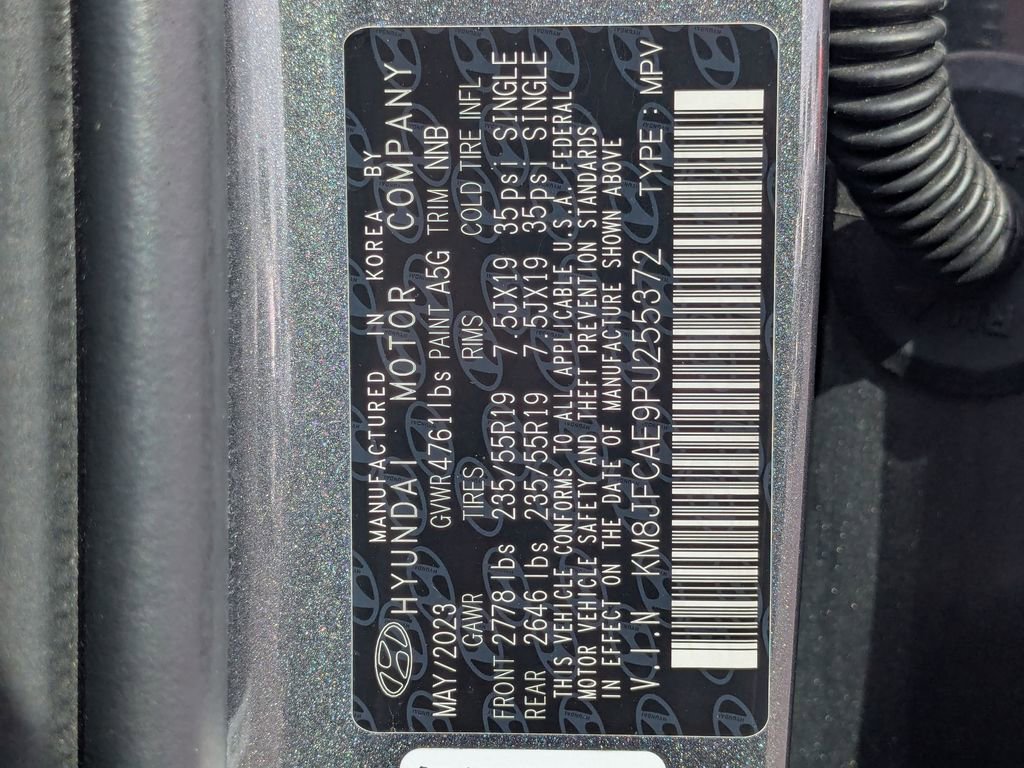 MANUFACTURED IN KOREA BY
HYUNDAI MOTOR COMPANY
MAY/2023 GVWR 4761lbs PAINT A5G TRIM NNB
GAWR TIRES RIMS COLD TIRE INFL
FRONT 2778 lbs 235/55R19 7.5JX19 35psi SINGLE
REAR 2646 lbs 235/55R19 7.5JX19 35psi SINGLE
THIS VEHICLE CONFORMS TO ALL APPLICABLE U.S.A. FEDERAL
MOTOR VEHICLE SAFETY AND THEFT PREVENTION STANDARDS
IN EFFECT ON THE DATE OF MANUFACTURE SHOWN ABOVE
V.I.N KM8JFCAE9PU255372 TYPE : MPV